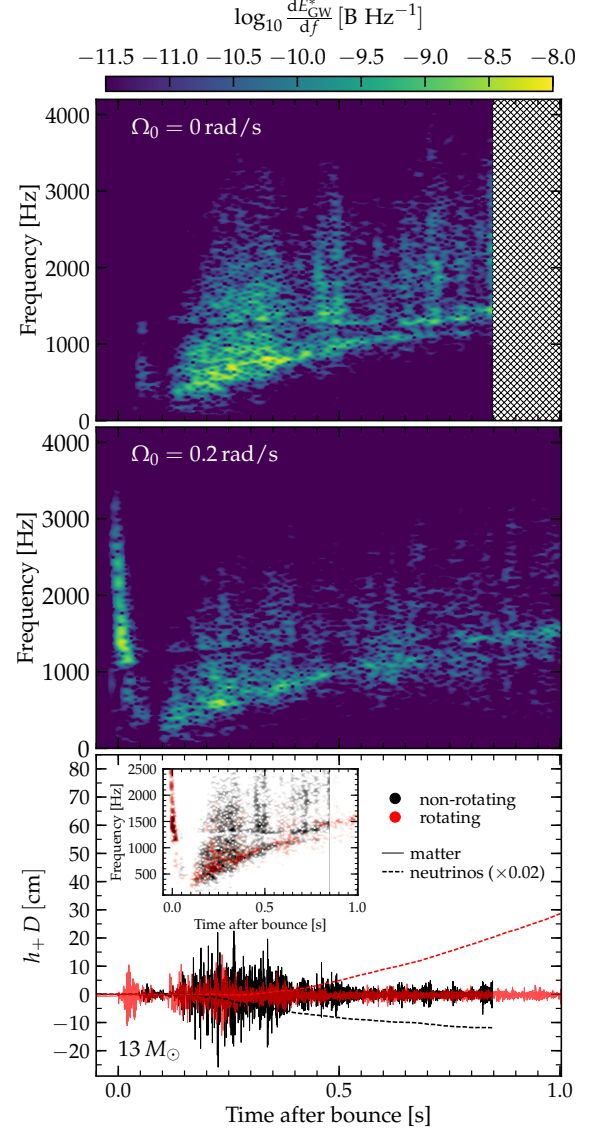 log₁₀ dE*_GW/df [B Hz⁻¹]
−11.5 −11.0 −10.5 −10.0 −9.5 −9.0 −8.5 −8.0
Ω₀ = 0 rad/s
4000
3000
2000
1000
0
Frequency [Hz]
Ω₀ = 0.2 rad/s
4000
3000
2000
1000
0
Frequency [Hz]
80
70
60
50
40
30
20
10
0
−10
−20
h₊ D [cm]
2500
2000
1500
1000
500
Frequency [Hz]
0.0 0.5 1.0
Time after bounce [s]
non-rotating
rotating
matter
neutrinos (×0.02)
13 M☉
0.0 0.5 1.0
Time after bounce [s]